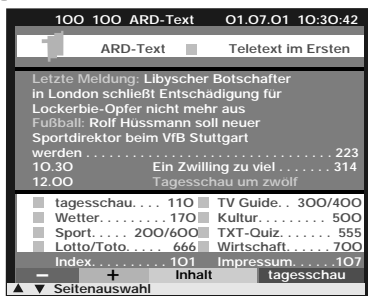 100 100 ARD-Text 01.07.01 10:30:42
1 ARD-Text Teletext im Ersten
Letzte Meldung: Libyscher Botschafter
in London schließt Entschädigung für
Lockerbie-Opfer nicht mehr aus
Fußball: Rolf Hüssmann soll neuer
Sportdirektor beim VfB Stuttgart
werden . . . . . . . . . . . . . . . . . . . . . . . . . 223
10.30 Ein Zwilling zu viel . . . . . . . 314
12.00 Tagesschau um zwölf
tagesschau. . . . 110 TV Guide. . 300/400
Wetter. . . . . . . . . 170 Kultur. . . . . . . . . 500
Sport. . . . . 200/600 TXT-Quiz. . . . . . 555
Lotto/Toto. . . . . 666 Wirtschaft. . . . . . 700
Index. . . . . . . . . . 101 Impressum. . . . . .107
− + Inhalt tagesschau
▲ ▼ Seitenauswahl